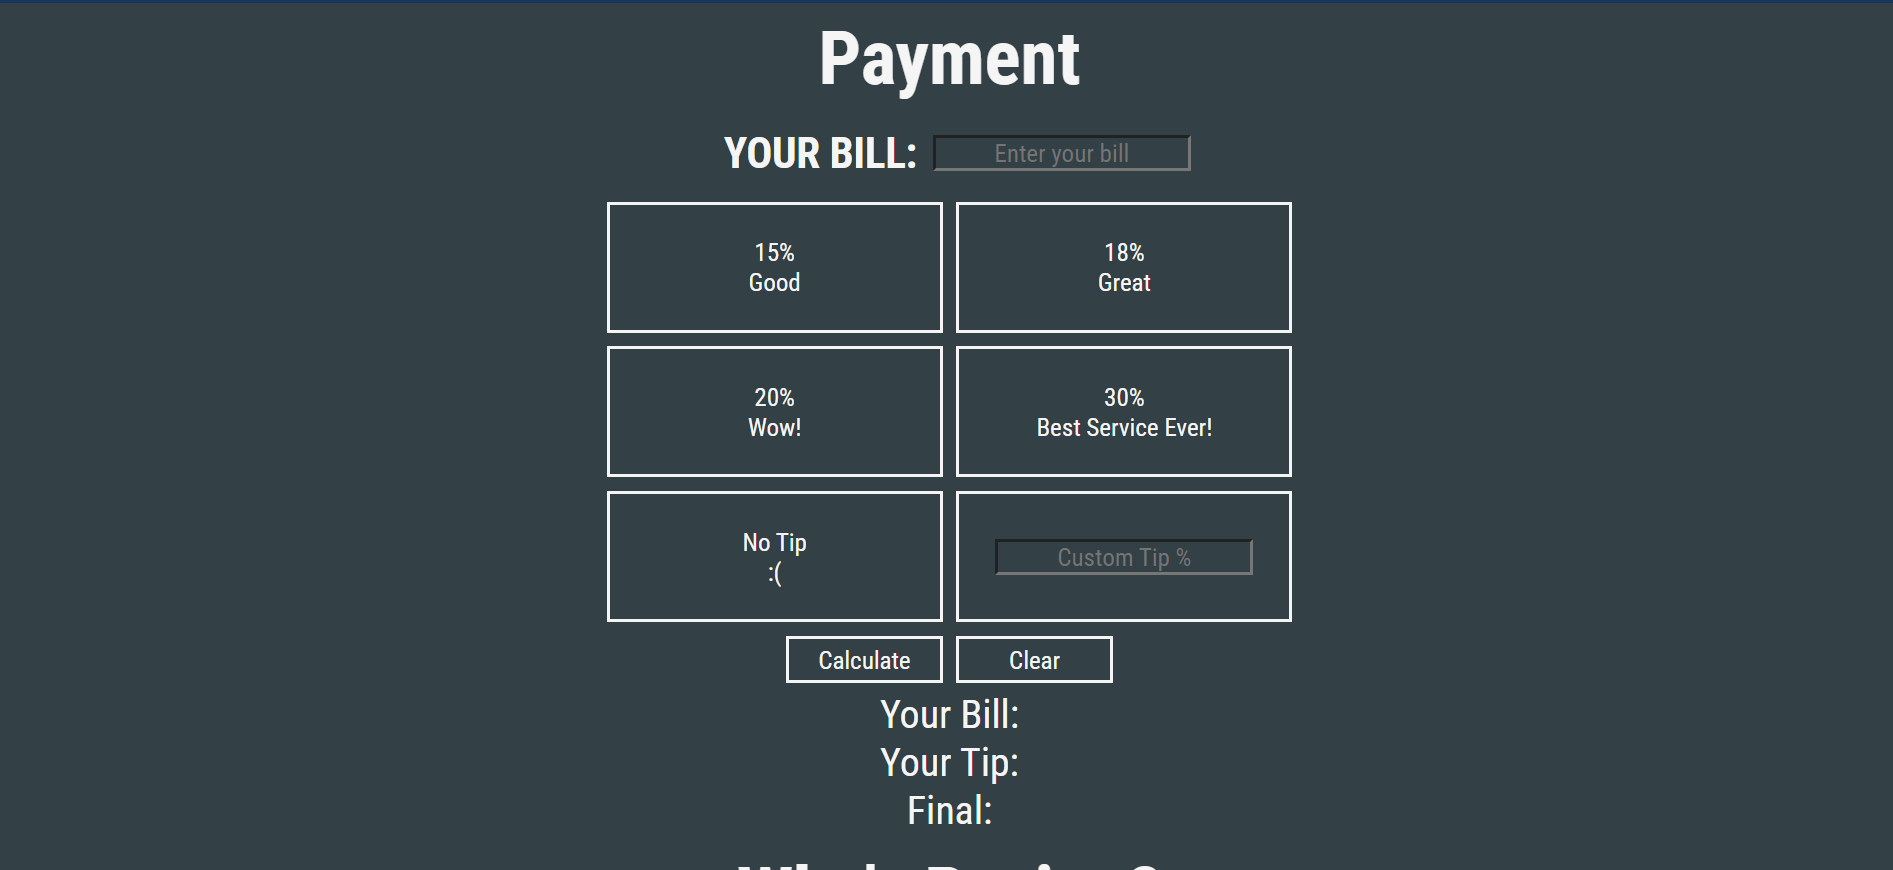 Payment
YOUR BILL: Enter your bill
15%
Good
18%
Great
20%
Wow!
30%
Best Service Ever!
No Tip
:(
Custom Tip %
Calculate
Clear
Your Bill:
Your Tip:
Final: